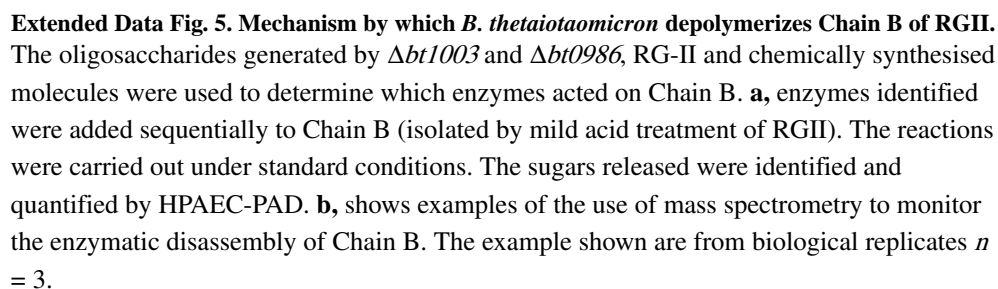 Extended Data Fig. 5. Mechanism by which B. thetaiotaomicron depolymerizes Chain B of RGII.
The oligosaccharides generated by Δbt1003 and Δbt0986, RG-II and chemically synthesised
molecules were used to determine which enzymes acted on Chain B. a, enzymes identified
were added sequentially to Chain B (isolated by mild acid treatment of RGII). The reactions
were carried out under standard conditions. The sugars released were identified and
quantified by HPAEC-PAD. b, shows examples of the use of mass spectrometry to monitor
the enzymatic disassembly of Chain B. The example shown are from biological replicates n
= 3.